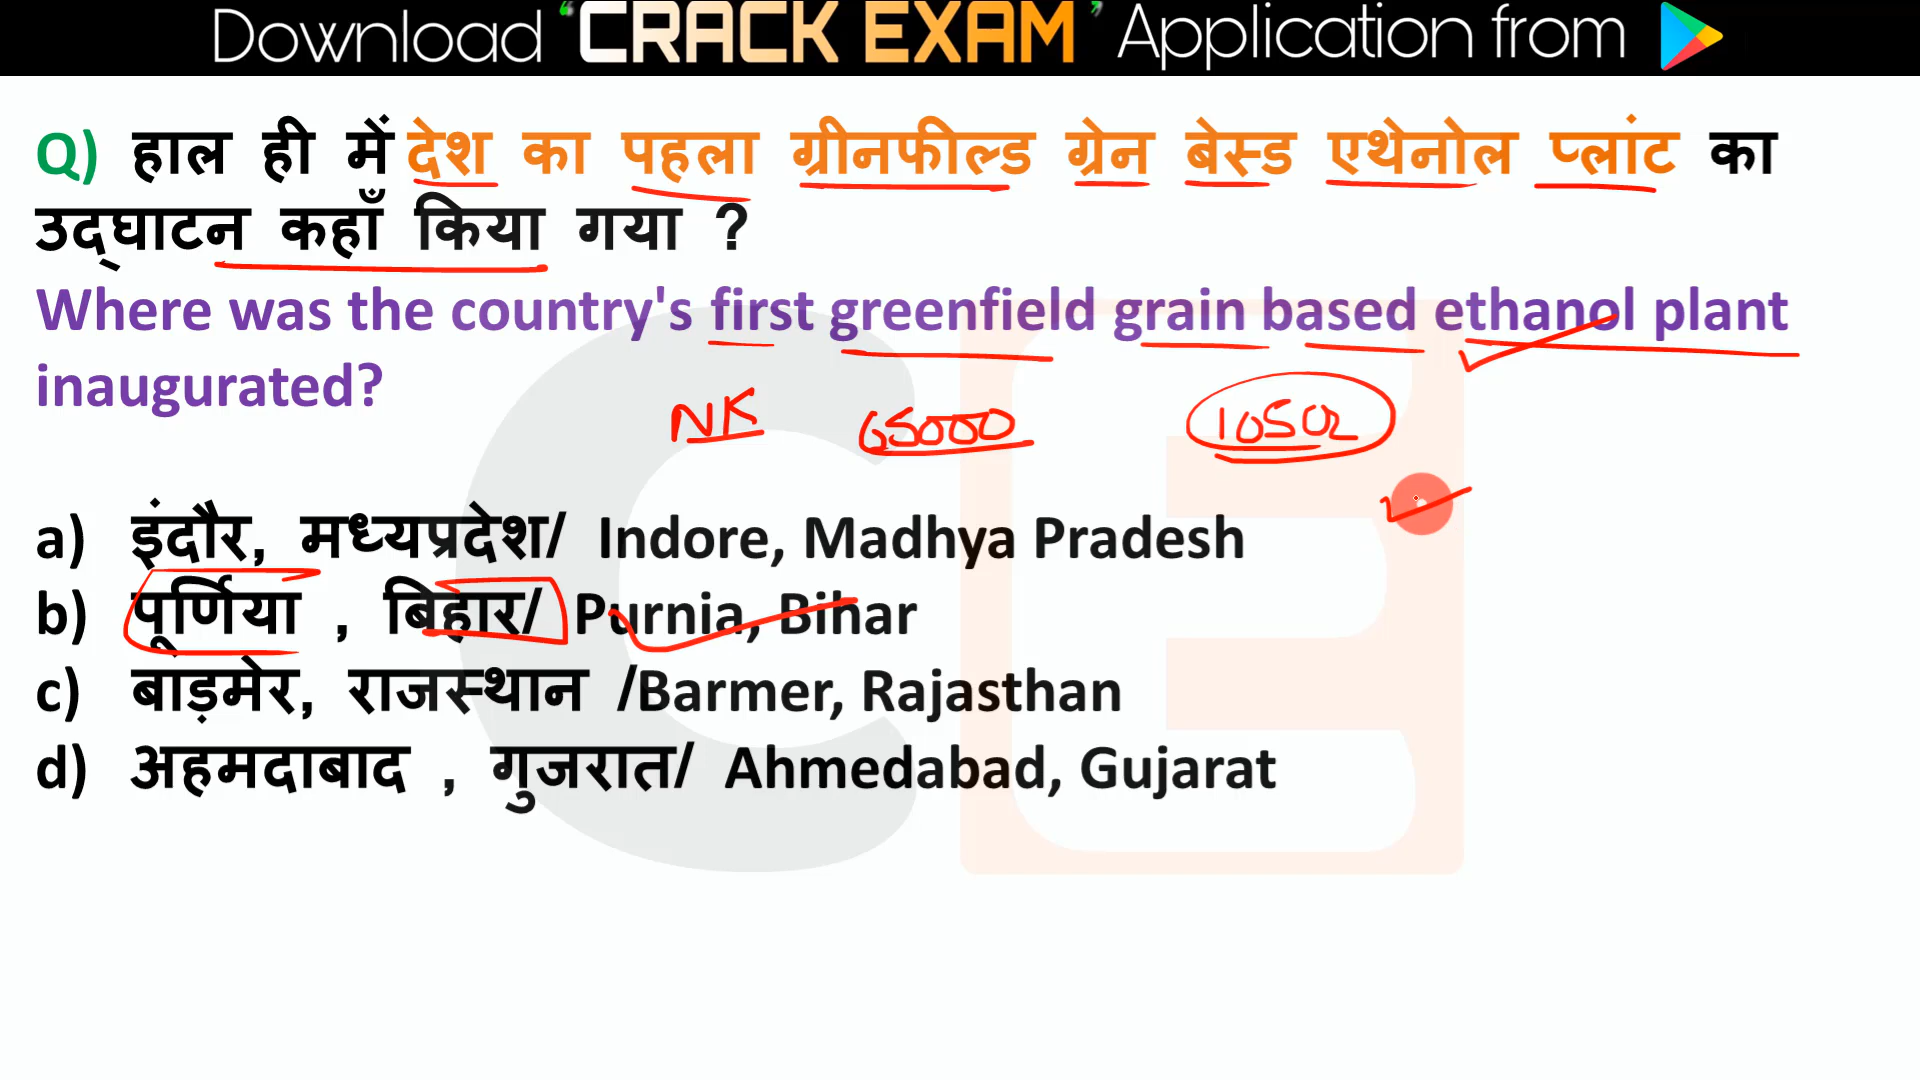 Download ‘CRACK EXAM’ Application from
Q) हाल ही में देश का पहला ग्रीनफील्ड ग्रेन बेस्ड एथेनोल प्लांट का
उद्घाटन कहाँ किया गया ?
Where was the country's first greenfield grain based ethanol plant
inaugurated?
NK 65000 10502
a) इंदौर, मध्यप्रदेश/ Indore, Madhya Pradesh
b) पूर्णिया , बिहार/ Purnia, Bihar
c) बाड़मेर, राजस्थान /Barmer, Rajasthan
d) अहमदाबाद , गुजरात/ Ahmedabad, Gujarat